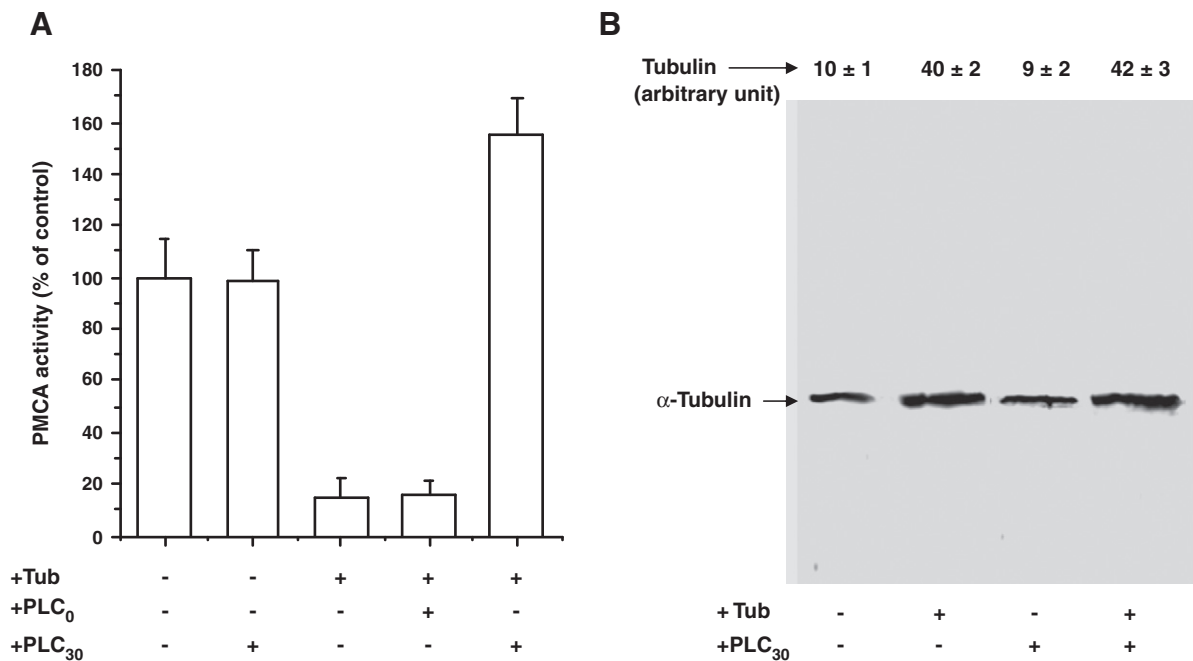 A
PMCA activity (% of control)
180
160
140
120
100
80
60
40
20
0
+Tub - - + + +
+PLC0 - - - + -
+PLC30 - + - - +
B
Tubulin 10 ± 1 40 ± 2 9 ± 2 42 ± 3
(arbitrary unit)
α-Tubulin
+ Tub - + - +
+PLC30 - - + +